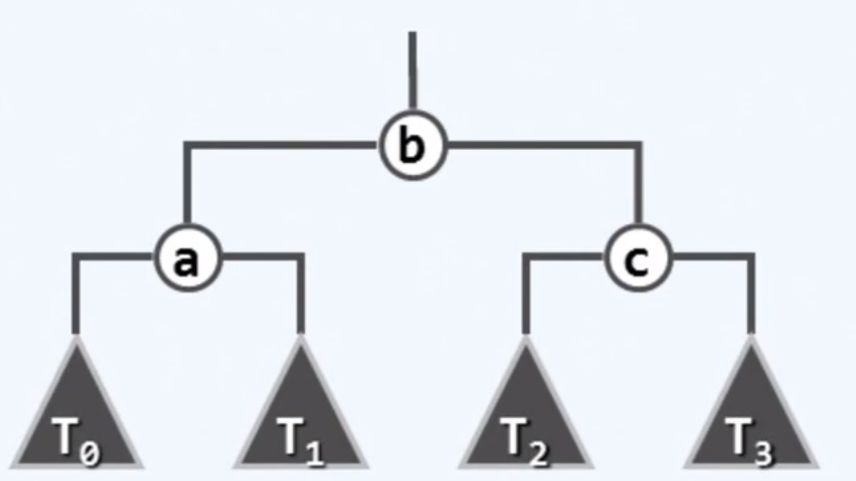 b
a c
T₀ T₁ T₂ T₃